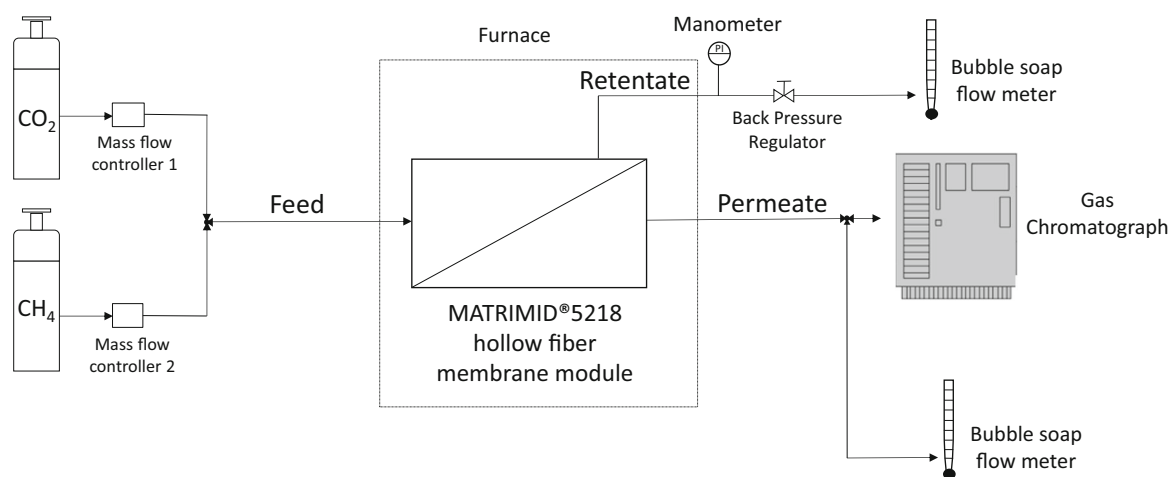 Furnace
Manometer
PI
Retentate
Back Pressure
Regulator
Bubble soap
flow meter
CO2
Mass flow
controller 1
Feed
Permeate
Gas
Chromatograph
CH4
Mass flow
controller 2
MATRIMID®5218
hollow fiber
membrane module
Bubble soap
flow meter